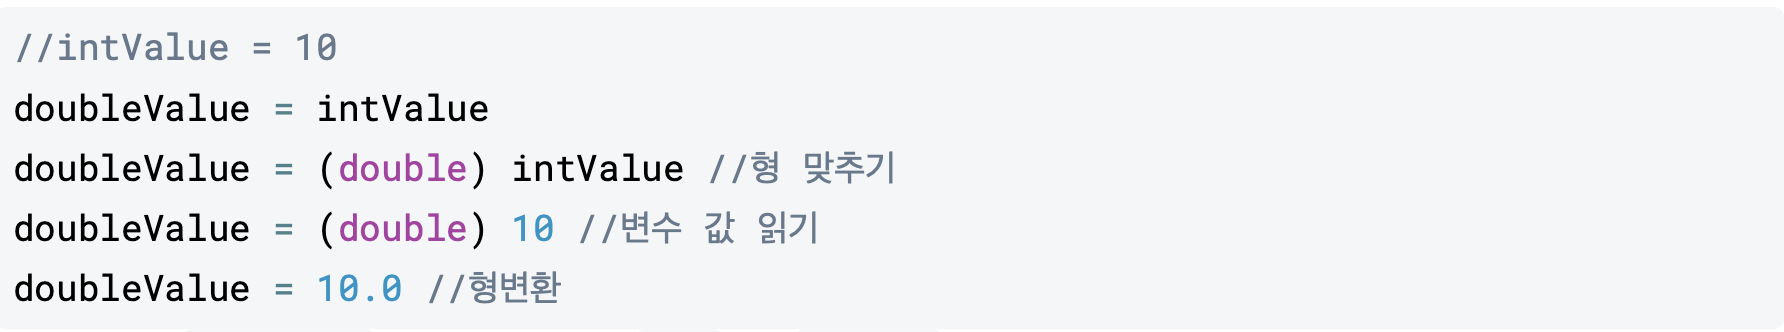 //intValue = 10
doubleValue = intValue
doubleValue = (double) intValue //형 맞추기
doubleValue = (double) 10 //변수 값 읽기
doubleValue = 10.0 //형변환